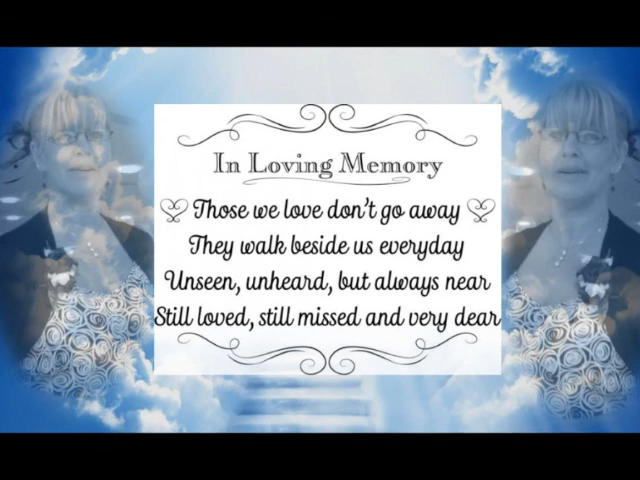 In Loving Memory
Those we love don't go away
They walk beside us everyday
Unseen, unheard, but always near
Still loved, still missed and very dear